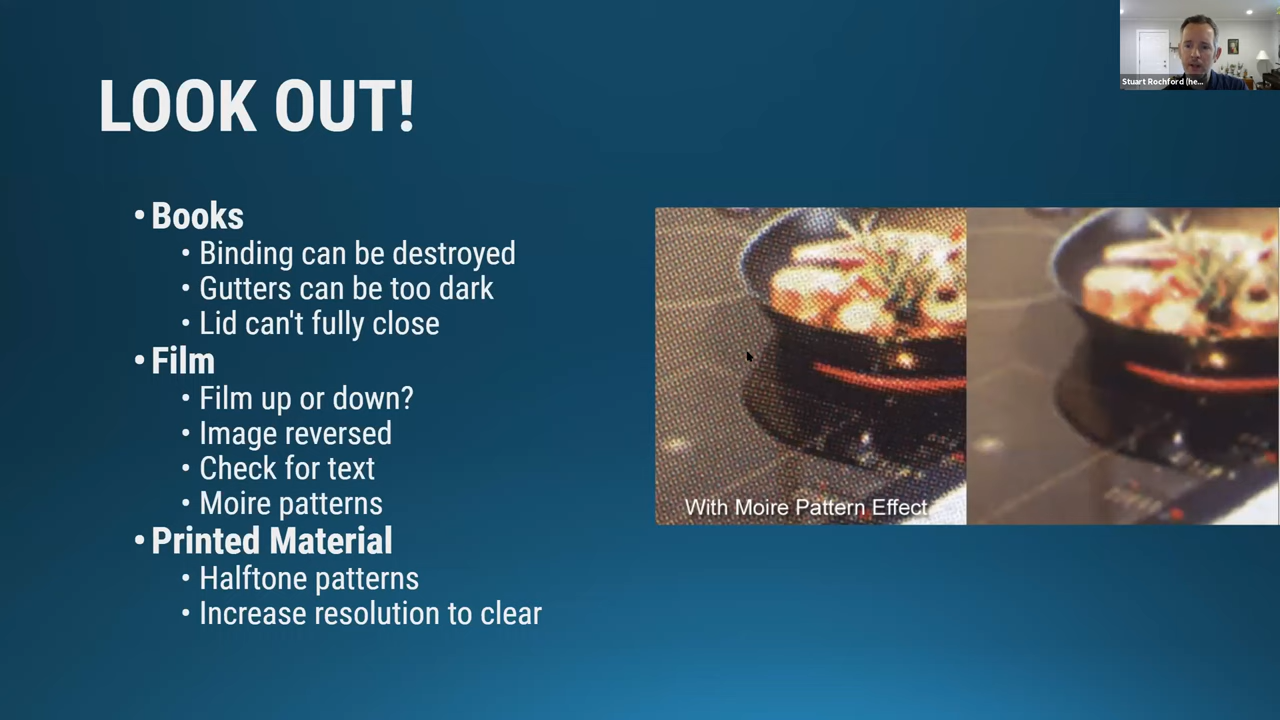 LOOK OUT!
• Books
• Binding can be destroyed
• Gutters can be too dark
• Lid can't fully close
• Film
• Film up or down?
• Image reversed
• Check for text
• Moire patterns
• Printed Material
• Halftone patterns
• Increase resolution to clear
With Moire Pattern Effect
Stuart Rochford (he...